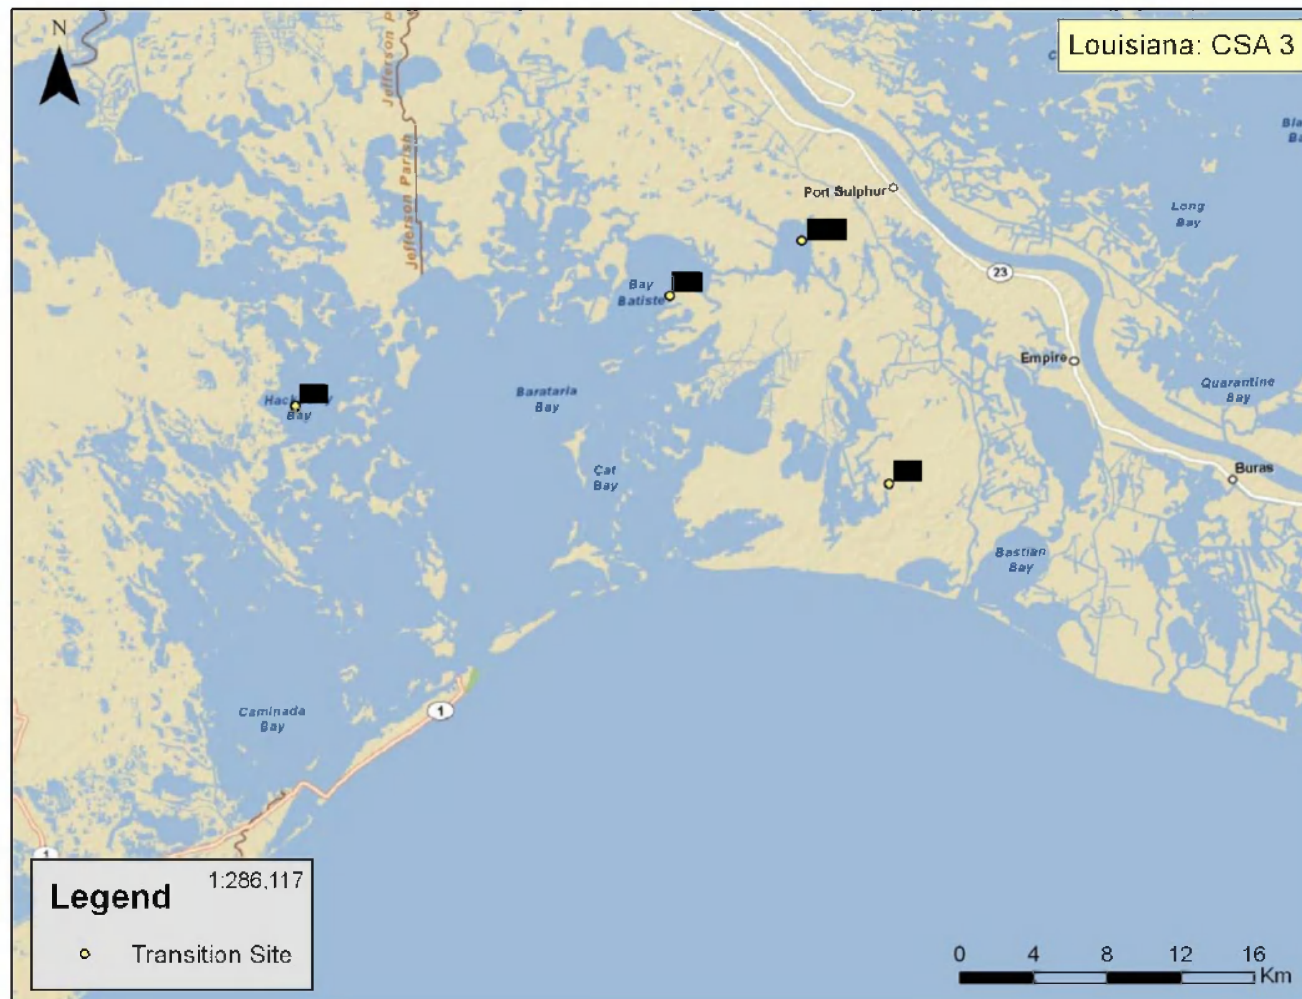 N
Louisiana: CSA 3
Jefferson P
Jefferson Parish
Port Sulphur
Long
Bay
23
Bay
Batiste
Empire
Barataria
Bay
Quarantine
Bay
Bay
Cat
Bay
Buras
Bastian
Bay
1
Caminada
Bay
1
Legend
1:286,117
Transition Site
0 4 8 12 16
Km